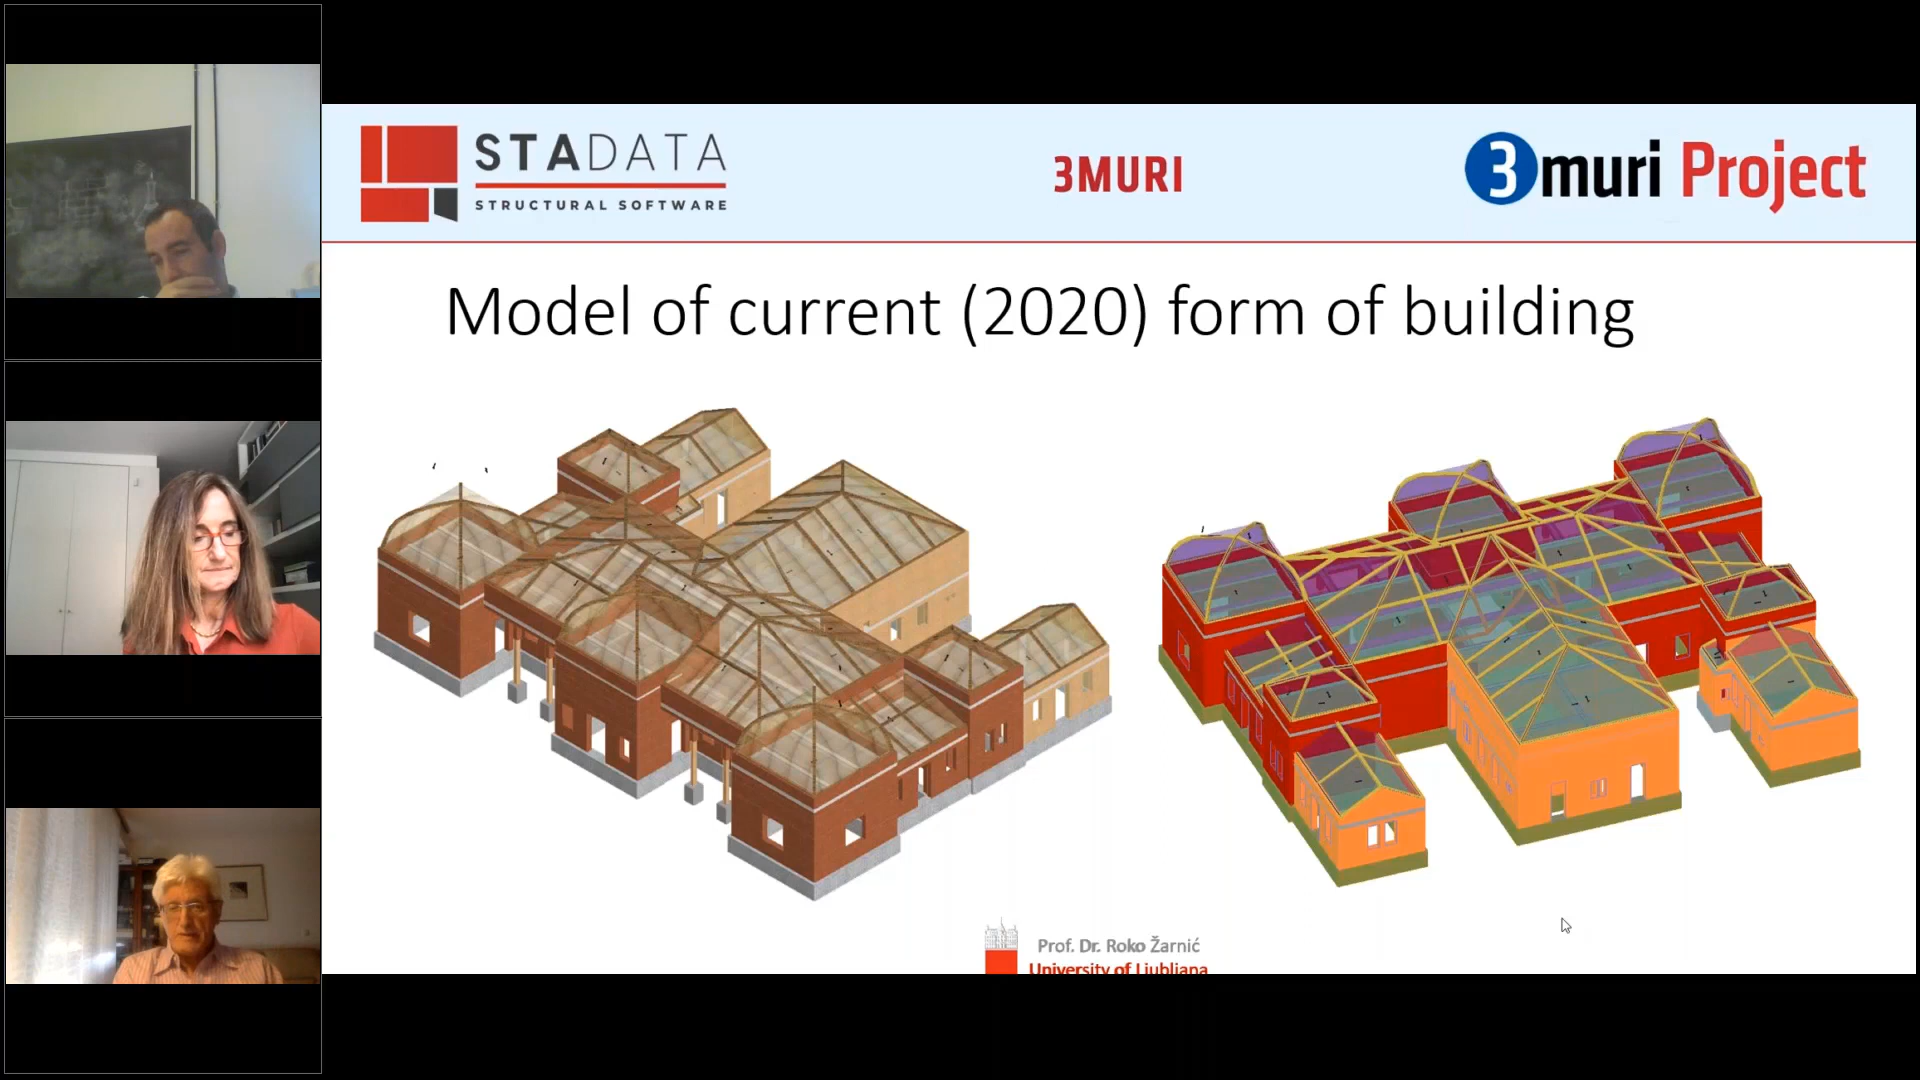 STADATA
STRUCTURAL SOFTWARE
3MURI
3muri Project
Model of current (2020) form of building
Prof. Dr. Roko Žarnić
University of Ljubljana